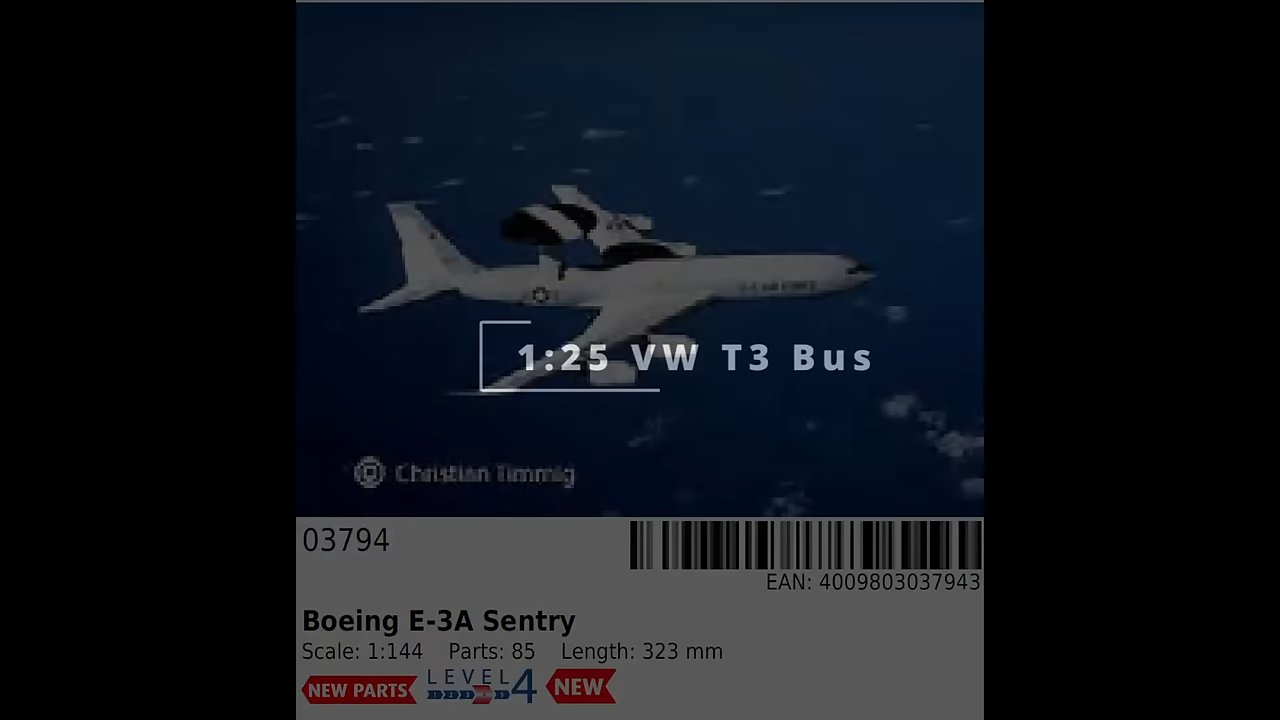 1:25 VW T3 Bus
Christian Timmig
03794
EAN: 4009803037943
Boeing E-3A Sentry
Scale: 1:144 Parts: 85 Length: 323 mm
NEW PARTS LEVEL 4 NEW